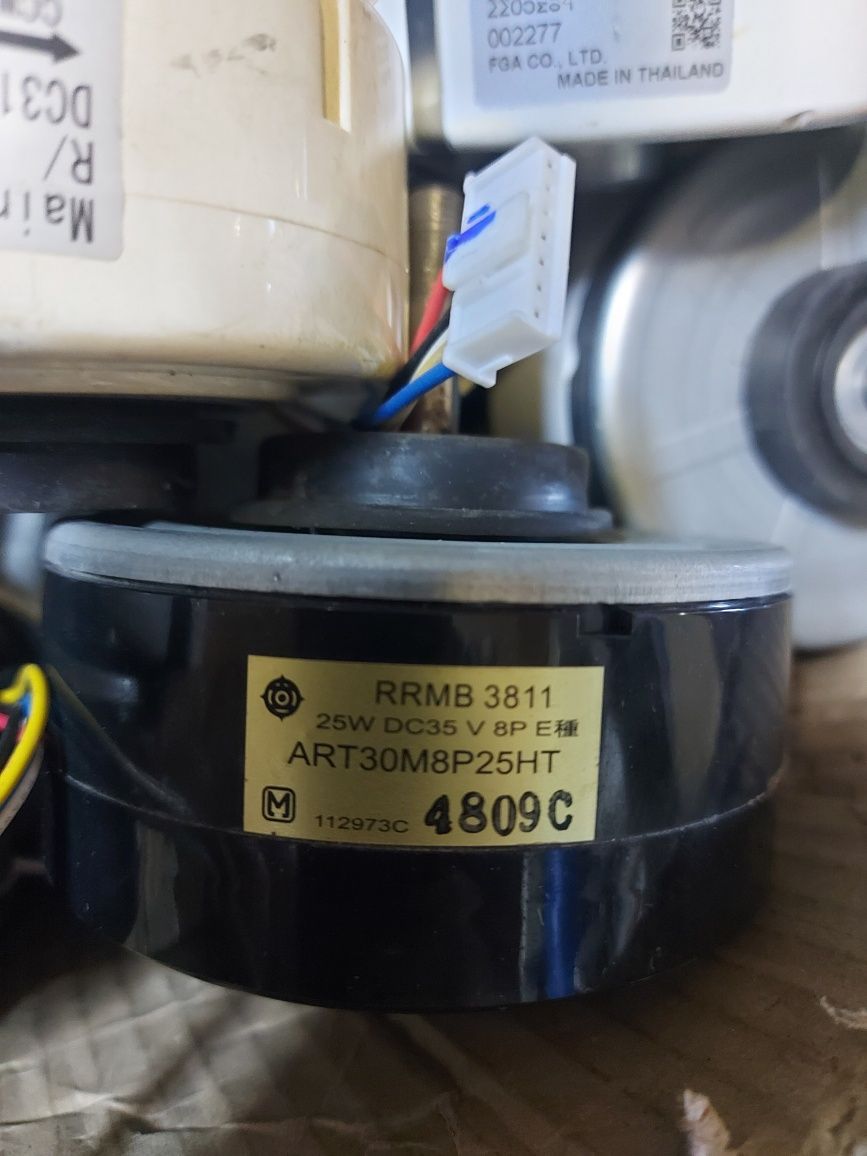 002277
FGA CO., LTD.
MADE IN THAILAND
Main
R/
DC31
RRMB 3811
25W DC35 V 8P E種
ART30M8P25HT
M
112973C 4809C